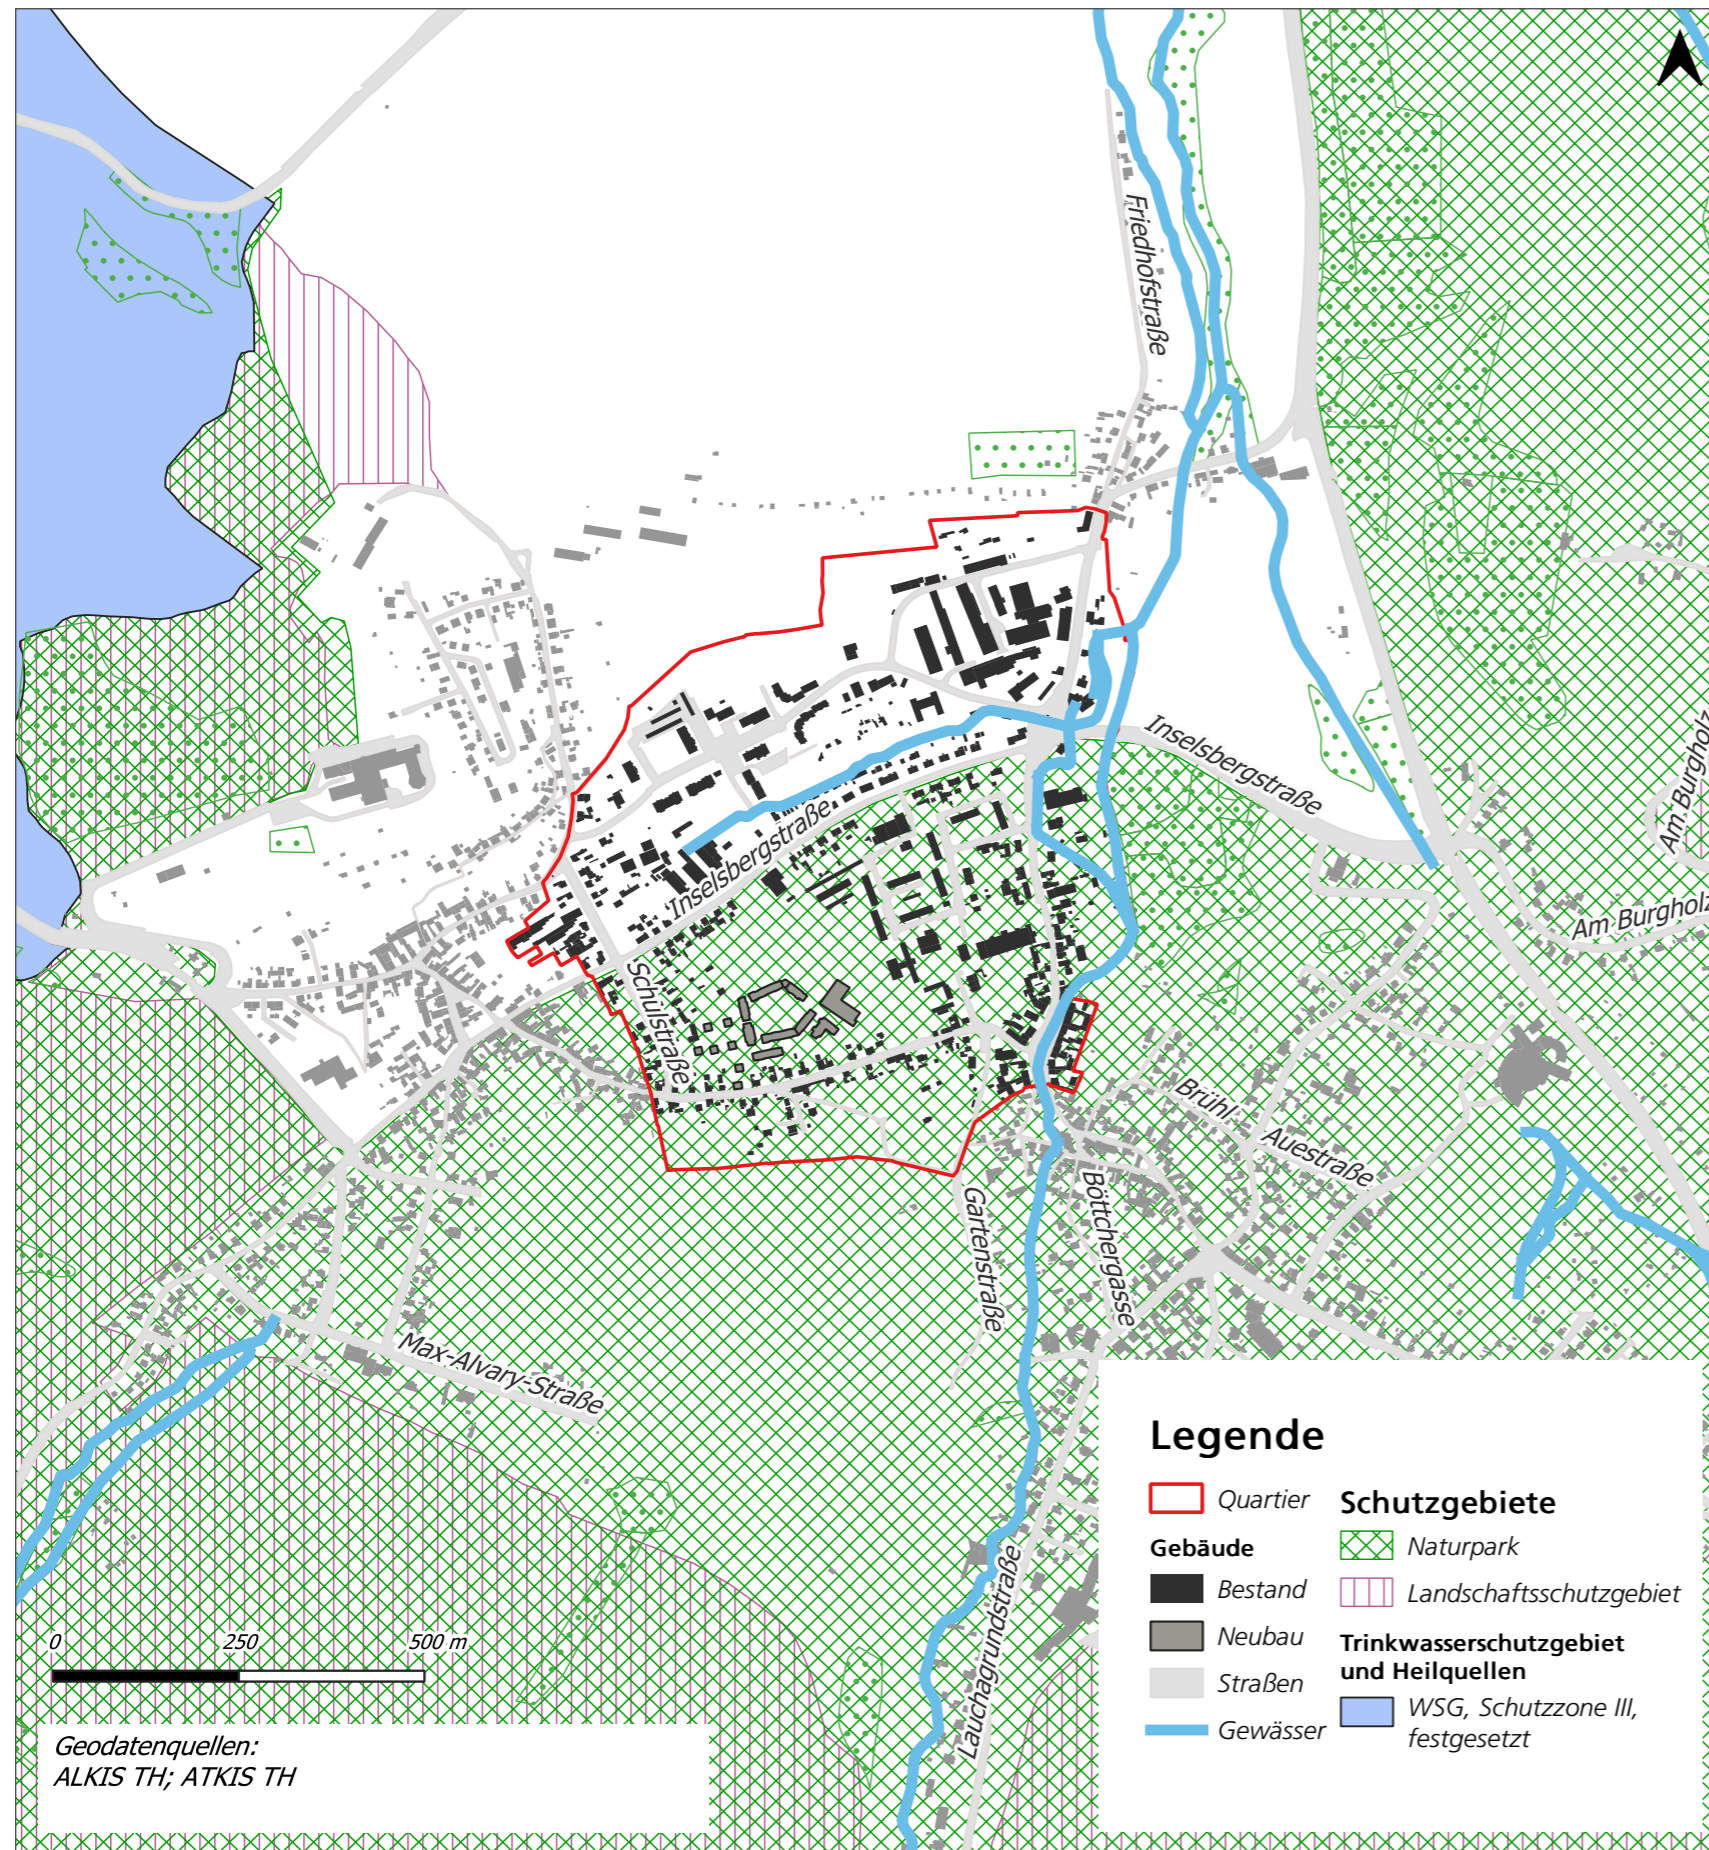 Friedhofstraße
Inselsbergstraße
Am Burgholz
Inselsbergstraße
Am Burgholz
Schulstraße
Brühl
Auestraße
Böttchergasse
Gartenstraße
Max-Alvary-Straße
Lauchagrundstraße
Legende
Quartier
Gebäude
Bestand
Neubau
Straßen
Gewässer
Schutzgebiete
Naturpark
Landschaftsschutzgebiet
Trinkwasserschutzgebiet
und Heilquellen
WSG, Schutzzone III,
festgesetzt
0 250 500 m
Geodatenquellen:
ALKIS TH; ATKIS TH